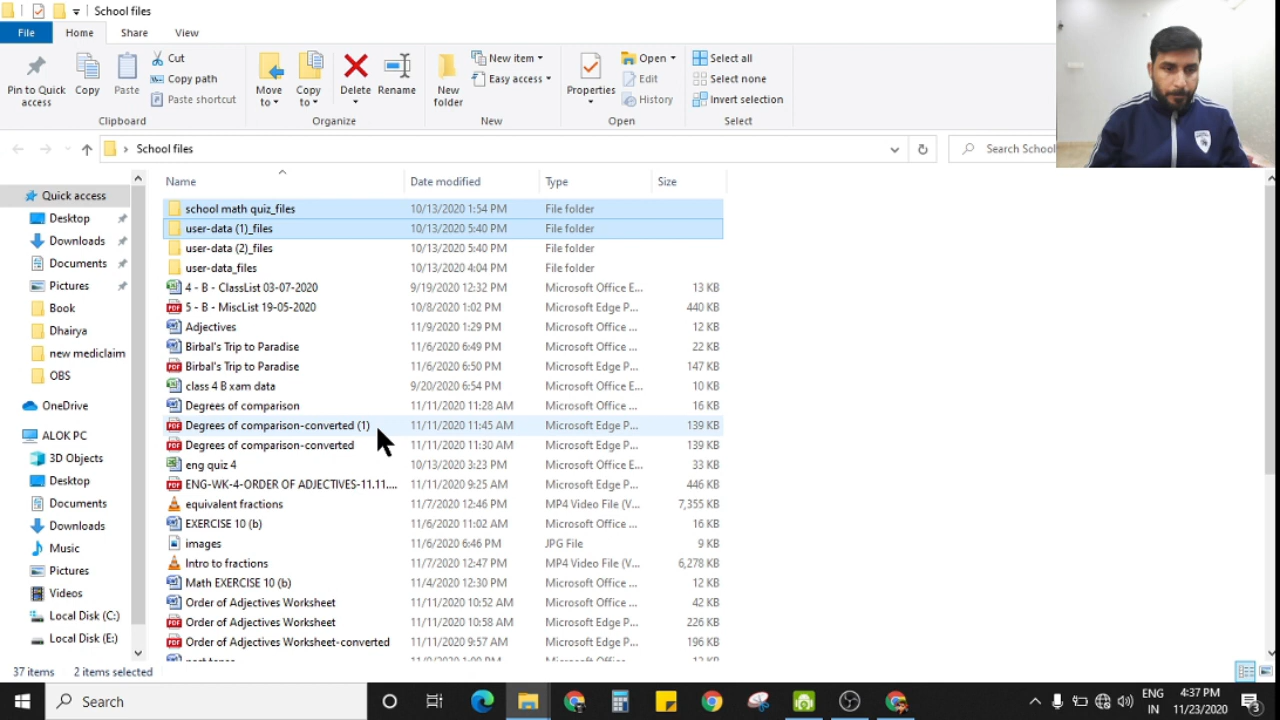 School files
File Home Share View
Pin to Quick access
Copy
Paste
Cut
Copy path
Paste shortcut
Clipboard
Move to
Copy to
Delete
Rename
Organize
New folder
New item
Easy access
New
Properties
Open
Edit
History
Open
Select all
Select none
Invert selection
Select
School files
Search School
Name Date modified Type Size
Quick access
Desktop
Downloads
Documents
Pictures
Book
Dhairya
new mediclaim
OBS
OneDrive
ALOK PC
3D Objects
Desktop
Documents
Downloads
Music
Pictures
Videos
Local Disk (C:)
Local Disk (E:)
school math quiz_files 10/13/2020 1:54 PM File folder
user-data (1)_files 10/13/2020 5:40 PM File folder
user-data (2)_files 10/13/2020 5:40 PM File folder
user-data_files 10/13/2020 4:04 PM File folder
4 - B - ClassList 03-07-2020 9/19/2020 12:32 PM Microsoft Office E... 13 KB
5 - B - MiscList 19-05-2020 10/8/2020 1:02 PM Microsoft Edge P... 440 KB
Adjectives 11/9/2020 1:29 PM Microsoft Office ... 12 KB
Birbal's Trip to Paradise 11/6/2020 6:49 PM Microsoft Office ... 22 KB
Birbal's Trip to Paradise 11/6/2020 6:50 PM Microsoft Edge P... 147 KB
class 4 B xam data 9/20/2020 6:54 PM Microsoft Office E... 10 KB
Degrees of comparison 11/11/2020 11:28 AM Microsoft Office ... 16 KB
Degrees of comparison-converted (1) 11/11/2020 11:45 AM Microsoft Edge P... 139 KB
Degrees of comparison-converted 11/11/2020 11:30 AM Microsoft Edge P... 139 KB
eng quiz 4 10/13/2020 3:23 PM Microsoft Office E... 33 KB
ENG-WK-4-ORDER OF ADJECTIVES-11.11.... 11/11/2020 9:25 AM Microsoft Edge P... 446 KB
equivalent fractions 11/7/2020 12:46 PM MP4 Video File (V... 7,355 KB
EXERCISE 10 (b) 11/6/2020 11:02 AM Microsoft Office ... 16 KB
images 11/6/2020 6:46 PM JPG File 9 KB
Intro to fractions 11/7/2020 12:47 PM MP4 Video File (V... 6,278 KB
Math EXERCISE 10 (b) 11/4/2020 12:30 PM Microsoft Office ... 12 KB
Order of Adjectives Worksheet 11/11/2020 10:52 AM Microsoft Office ... 42 KB
Order of Adjectives Worksheet 11/11/2020 10:58 AM Microsoft Edge P... 226 KB
Order of Adjectives Worksheet-converted 11/11/2020 9:57 AM Microsoft Edge P... 196 KB
37 items 2 items selected
Search
ENG
IN
4:37 PM
11/23/2020
3